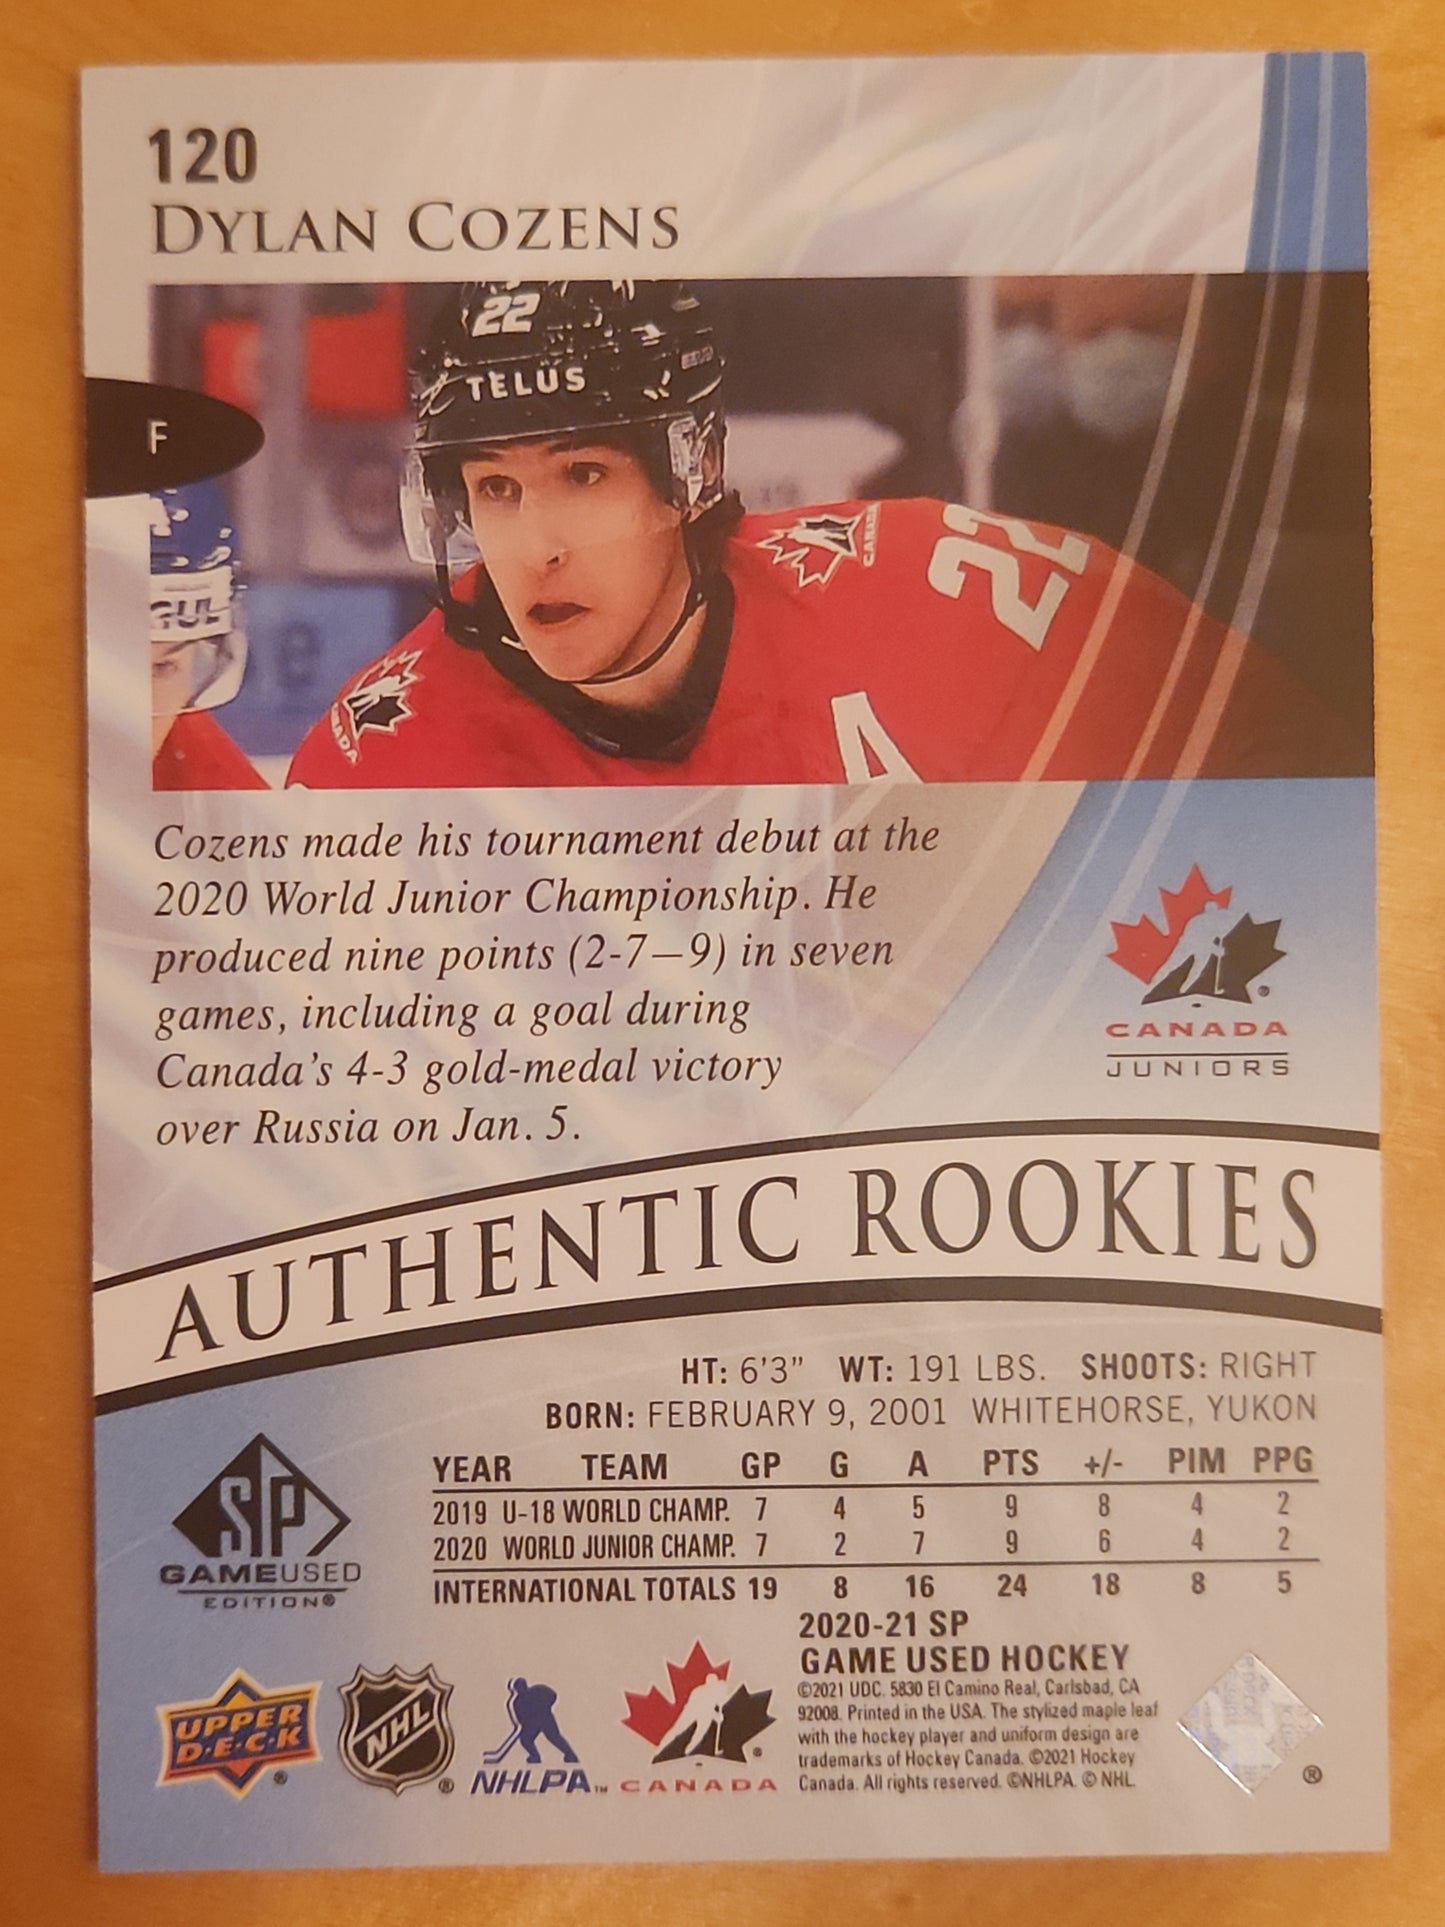 120
DYLAN COZENS
22
TELUS
F
22
CANADA
GUL
CANADA
A
Cozens made his tournament debut at the
2020 World Junior Championship. He
produced nine points (2-7—9) in seven
games, including a goal during
Canada's 4-3 gold-medal victory
over Russia on Jan. 5.
CANADA
JUNIORS
AUTHENTIC ROOKIES
HT: 6'3" WT: 191 LBS. SHOOTS: RIGHT
BORN: FEBRUARY 9, 2001 WHITEHORSE, YUKON
YEAR TEAM GP G A PTS +/- PIM PPG
2019 U-18 WORLD CHAMP. 7 4 5 9 8 4 2
2020 WORLD JUNIOR CHAMP. 7 2 7 9 6 4 2
INTERNATIONAL TOTALS 19 8 16 24 18 8 5
SP
GAMEUSED
EDITION®
2020-21 SP
GAME USED HOCKEY
©2021 UDC. 5830 El Camino Real, Carlsbad, CA
92008. Printed in the USA. The stylized maple leaf
with the hockey player and uniform design are
trademarks of Hockey Canada. ©2021 Hockey
Canada. All rights reserved. ©NHLPA. © NHL.
UPPER
D·E·C·K ®
NHL ®
NHLPA™
CANADA
®